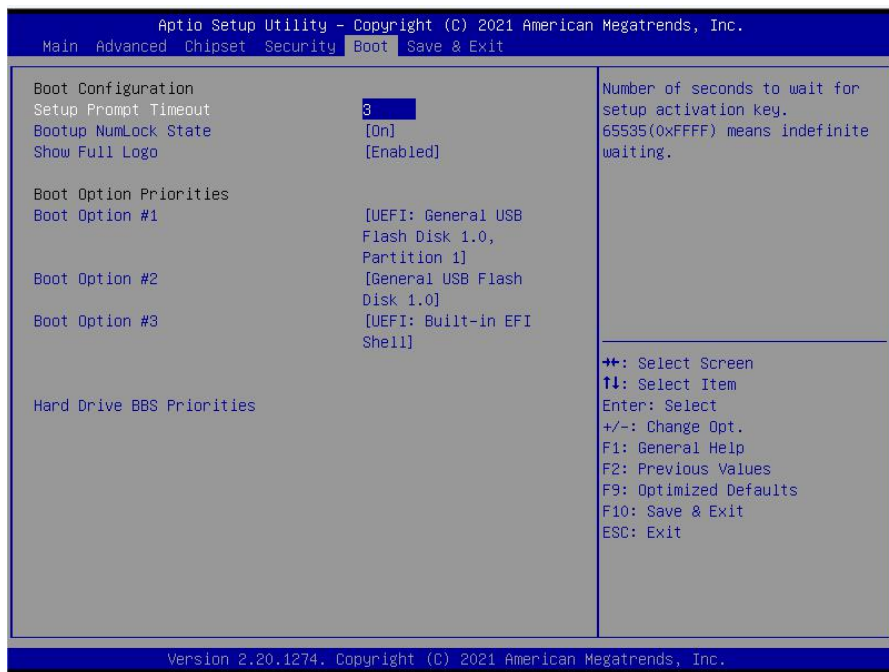 Aptio Setup Utility – Copyright (C) 2021 American Megatrends, Inc.
Main Advanced Chipset Security Boot Save & Exit
Boot Configuration
Setup Prompt Timeout 3
Bootup NumLock State [On]
Show Full Logo [Enabled]
Boot Option Priorities
Boot Option #1 [UEFI: General USB
Flash Disk 1.0,
Partition 1]
Boot Option #2 [General USB Flash
Disk 1.0]
Boot Option #3 [UEFI: Built-in EFI
Shell]
Hard Drive BBS Priorities
Number of seconds to wait for
setup activation key.
65535(0xFFFF) means indefinite
waiting.
→←: Select Screen
↑↓: Select Item
Enter: Select
+/-: Change Opt.
F1: General Help
F2: Previous Values
F9: Optimized Defaults
F10: Save & Exit
ESC: Exit
Version 2.20.1274. Copyright (C) 2021 American Megatrends, Inc.